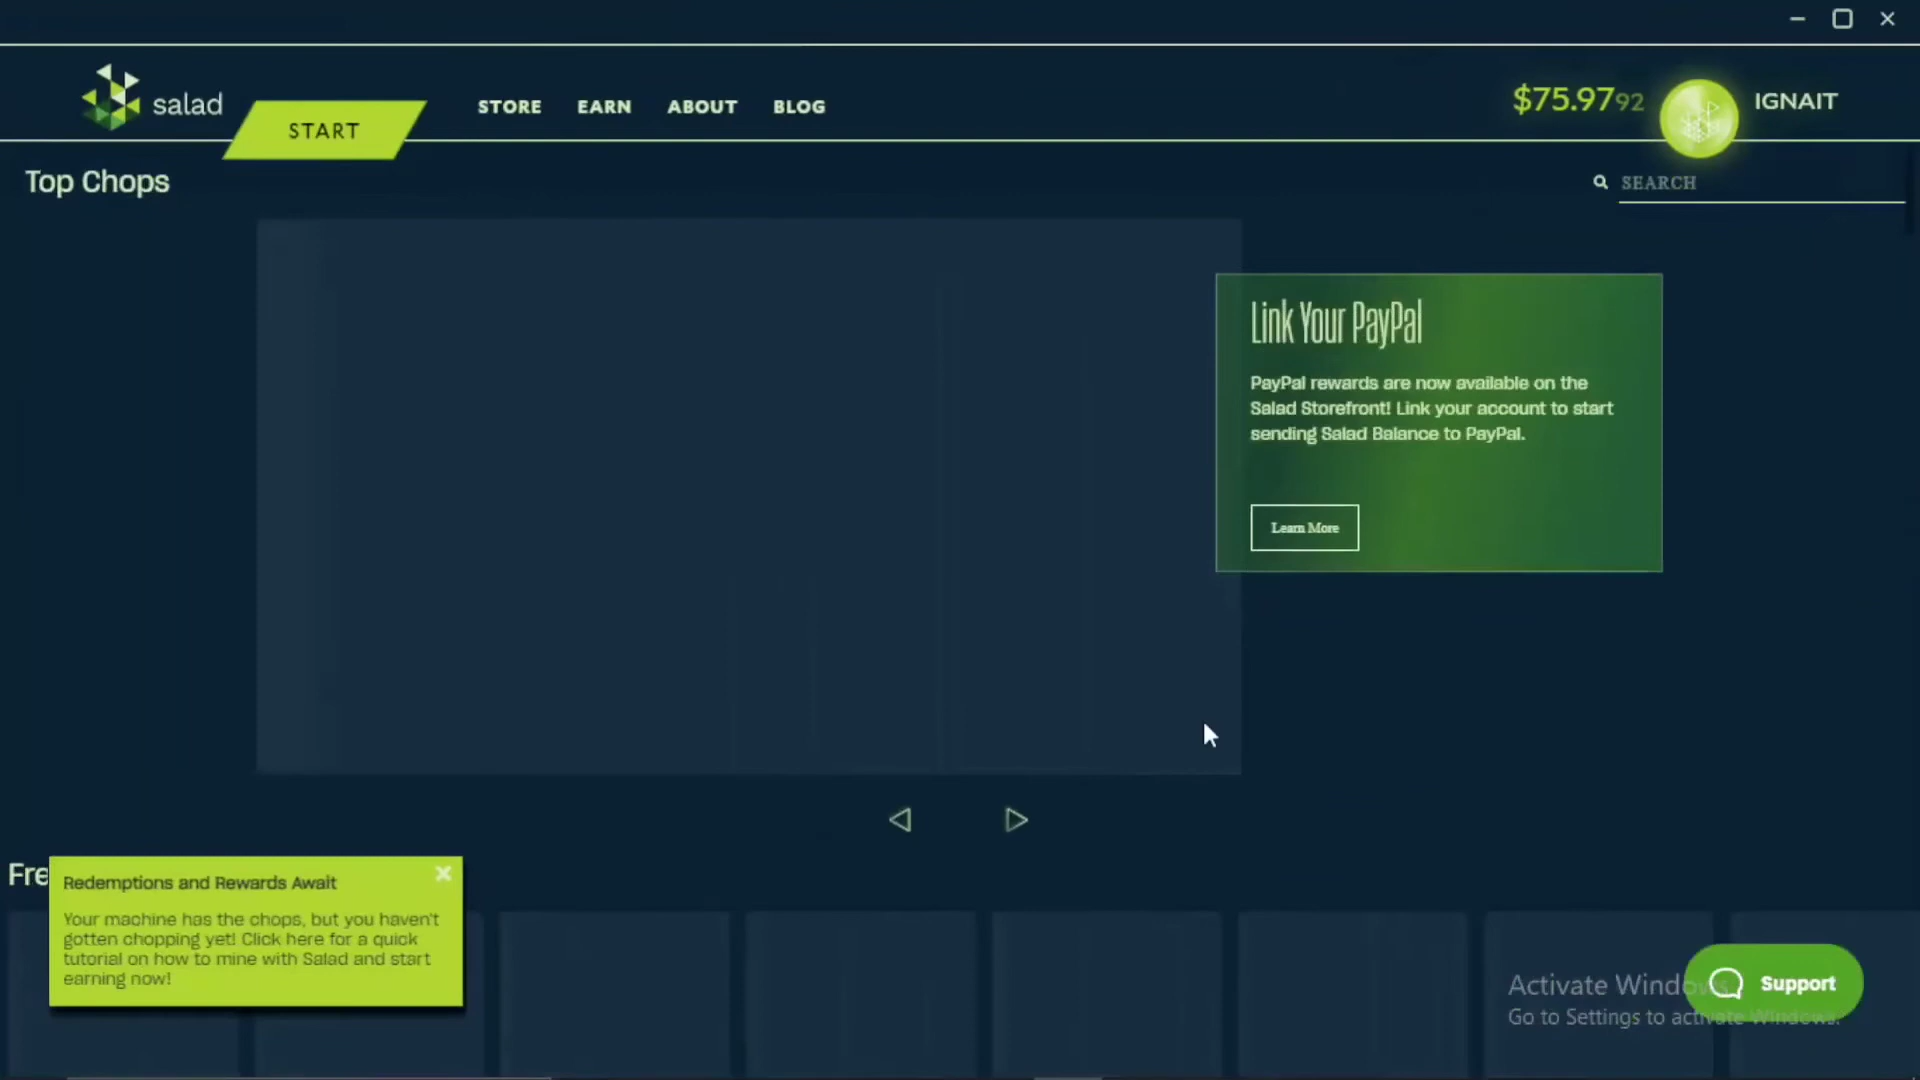 salad
START
STORE
EARN
ABOUT
BLOG
$75.9792
IGNAIT
Top Chops
SEARCH
Link Your PayPal
PayPal rewards are now available on the
Salad Storefront! Link your account to start
sending Salad Balance to PayPal.
Learn More
Fre
Redemptions and Rewards Await
Your machine has the chops, but you haven't
gotten chopping yet! Click here for a quick
tutorial on how to mine with Salad and start
earning now!
Activate Windows
Go to Settings to activate Windows.
Support